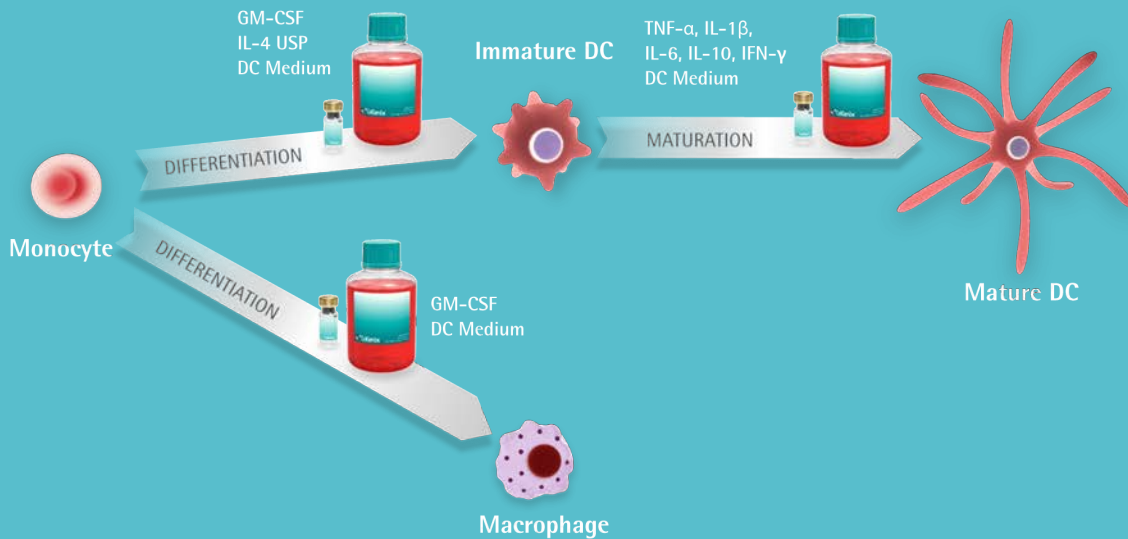 GM-CSF
IL-4 USP
DC Medium
Immature DC
TNF-α, IL-1β,
IL-6, IL-10, IFN-γ
DC Medium
DIFFERENTIATION
MATURATION
Monocyte
DIFFERENTIATION
Mature DC
GM-CSF
DC Medium
Macrophage